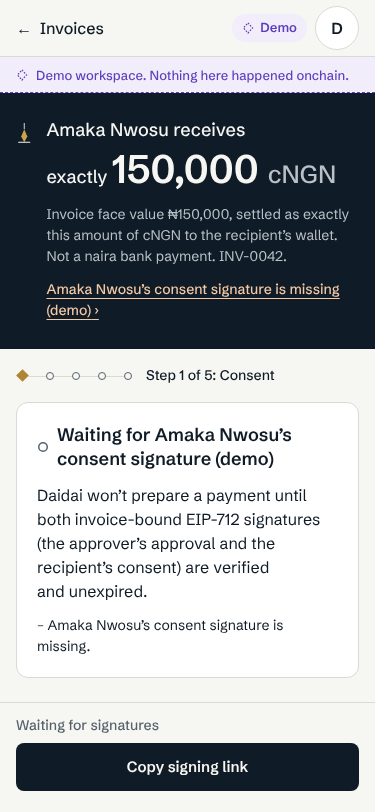 ← Invoices
Demo
D
Demo workspace. Nothing here happened onchain.
Amaka Nwosu receives
exactly 150,000 cNGN
Invoice face value ₦150,000, settled as exactly
this amount of cNGN to the recipient’s wallet.
Not a naira bank payment. INV-0042.
Amaka Nwosu’s consent signature is missing
(demo) ›
Step 1 of 5: Consent
Waiting for Amaka Nwosu’s
consent signature (demo)
Daidai won’t prepare a payment until
both invoice-bound EIP-712 signatures
(the approver’s approval and the
recipient’s consent) are verified
and unexpired.
– Amaka Nwosu’s consent signature is
missing.
Waiting for signatures
Copy signing link